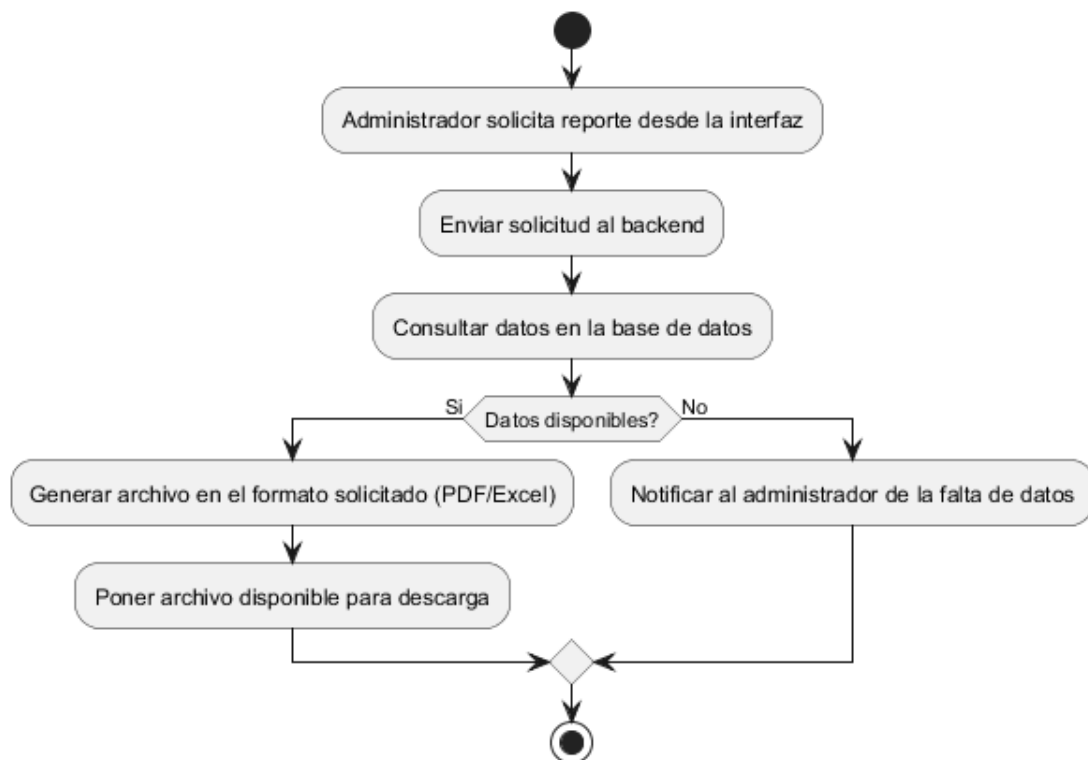 Administrador solicita reporte desde la interfaz
Enviar solicitud al backend
Consultar datos en la base de datos
Si
Datos disponibles?
No
Generar archivo en el formato solicitado (PDF/Excel)
Notificar al administrador de la falta de datos
Poner archivo disponible para descarga